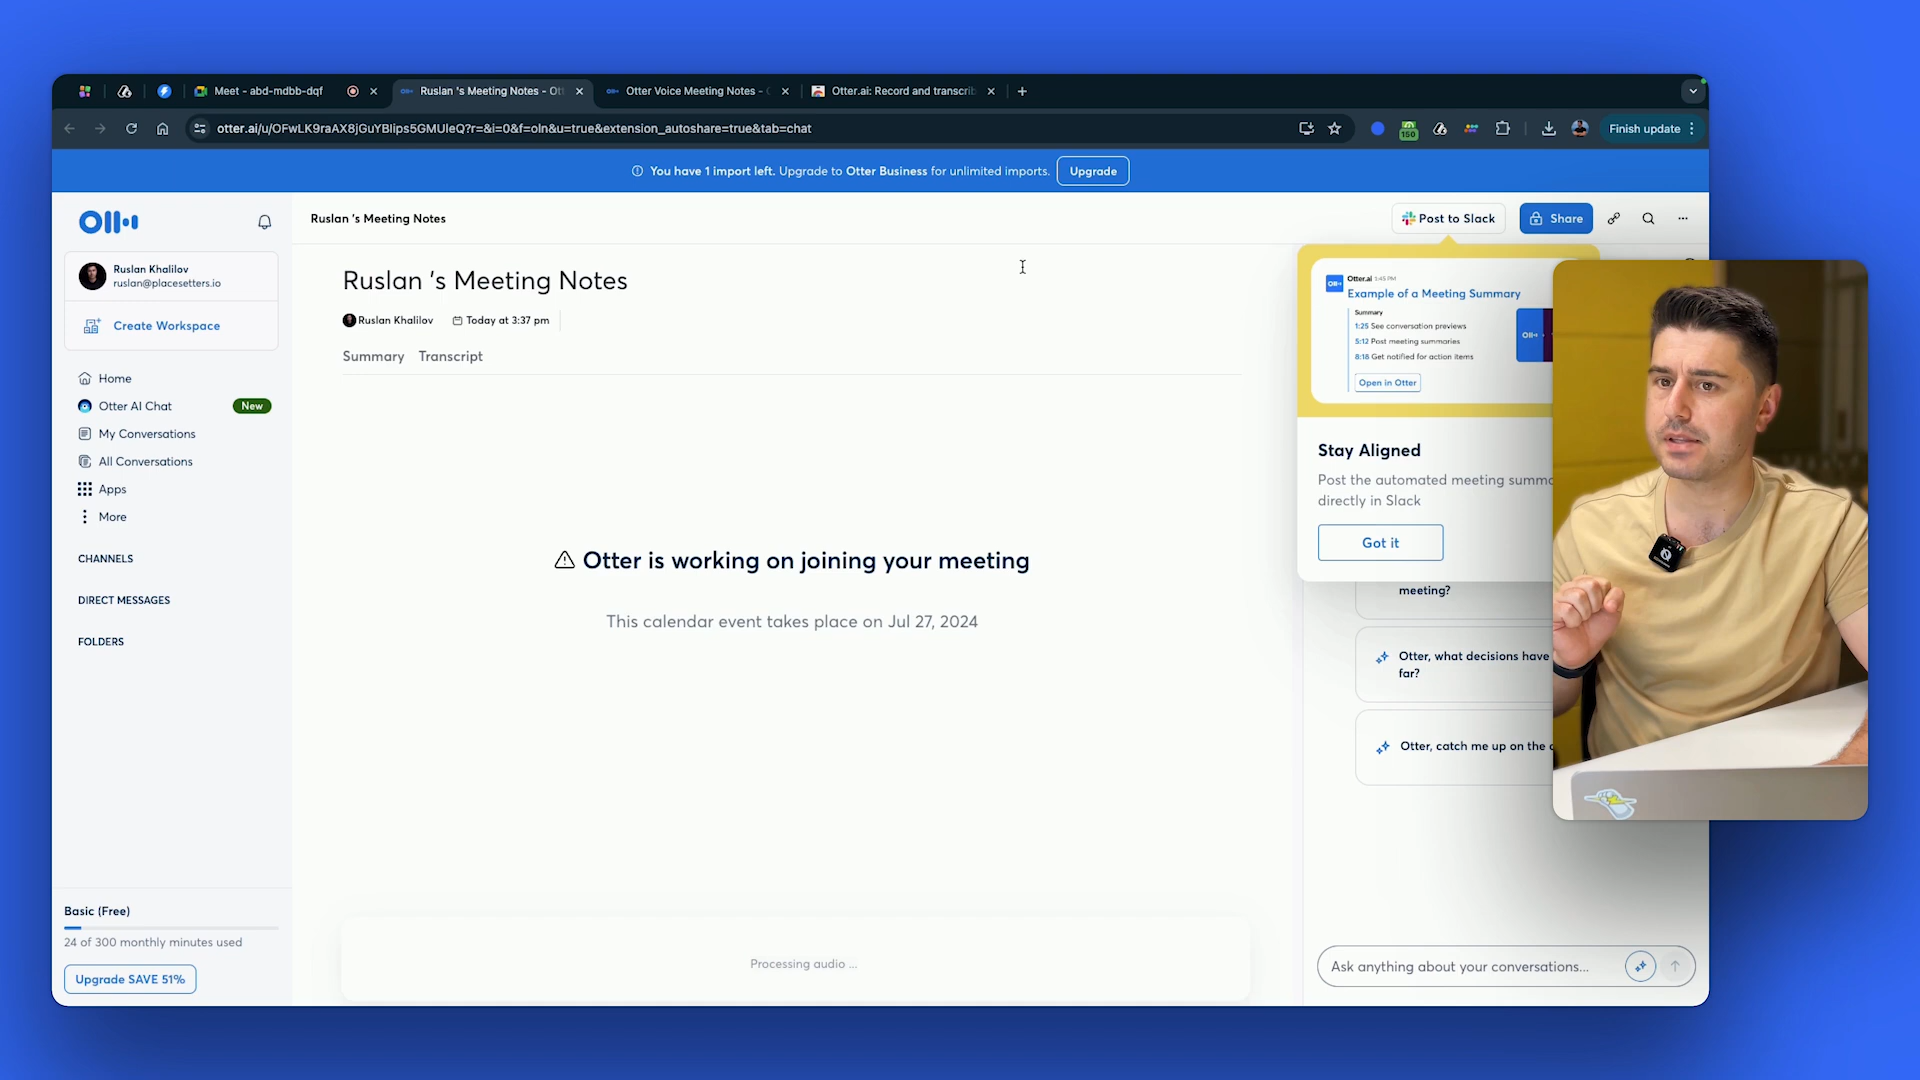 Meet - abd-mdbb-dqf
Ruslan 's Meeting Notes - Ot
Otter Voice Meeting Notes -
Otter.ai: Record and transcrib
otter.ai/u/OFwLK9raAX8jGuYBlips5GMUleQ?r=&i=0&f=oln&u=true&extension_autoshare=true&tab=chat
150
Finish update
You have 1 import left. Upgrade to Otter Business for unlimited imports.
Upgrade
Ruslan 's Meeting Notes
Post to Slack
Share
Ruslan Khalilov
ruslan@placesetters.io
Create Workspace
Home
Otter AI Chat
New
My Conversations
All Conversations
Apps
More
CHANNELS
DIRECT MESSAGES
FOLDERS
Basic (Free)
24 of 300 monthly minutes used
Upgrade SAVE 51%
Ruslan 's Meeting Notes
Ruslan Khalilov
Today at 3:37 pm
Summary
Transcript
Otter is working on joining your meeting
This calendar event takes place on Jul 27, 2024
Processing audio ...
Otter.ai 1:45 PM
Example of a Meeting Summary
Summary
1:25 See conversation previews
5:12 Post meeting summaries
8:18 Get notified for action items
Open in Otter
Stay Aligned
Post the automated meeting summa
directly in Slack
Got it
meeting?
Otter, what decisions have
far?
Otter, catch me up on the
Ask anything about your conversations...